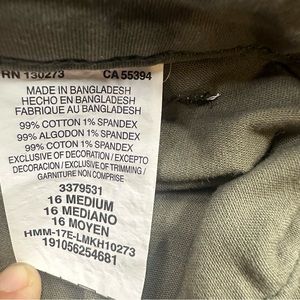 RN 130273 CA 55394
MADE IN BANGLADESH
HECHO EN BANGLADESH
FABRIQUE AU BANGLADESH
99% COTTON 1% SPANDEX
99% ALGODON 1% SPANDEX
99% COTON 1% SPANDEX
EXCLUSIVE OF DECORATION / EXCEPTO
DECORACION / EXCLUSIVE OF TRIMMING /
GARNITURE NON COMPRISE
3379531
16 MEDIUM
16 MEDIANO
16 MOYEN
HMM-17E-LMKH10273
191056254681